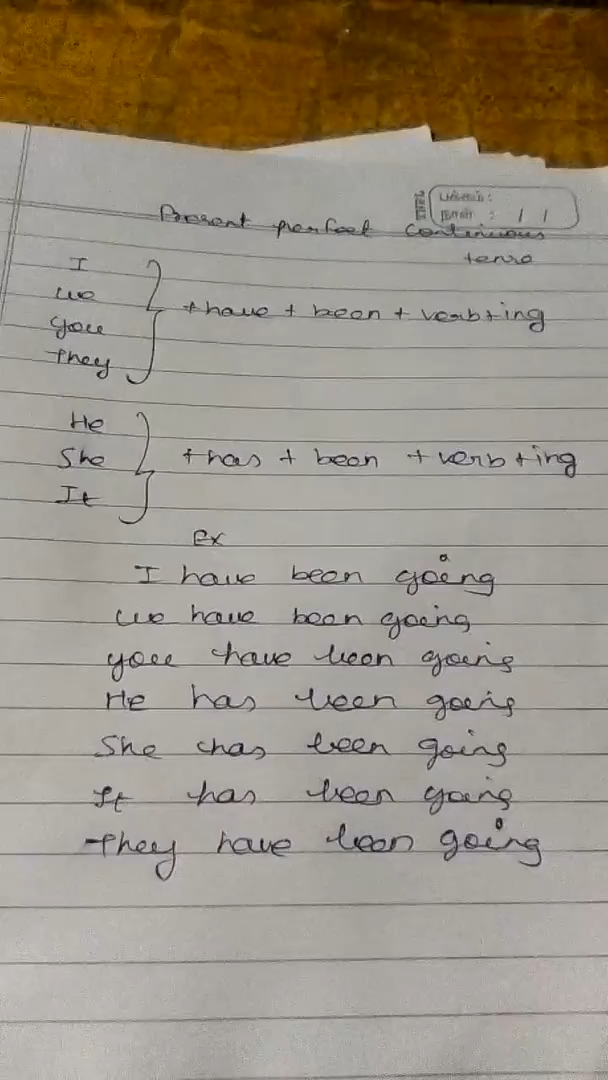 பக்கம் :
நாள் : / /
Present perfect continuous
tense
I
we
you
They
+ have + been + verb + ing
He
She
It
+ has + been + verb + ing
Ex
I have been going
we have been going
you have been going
He has been going
She has been going
It has been going
They have been going